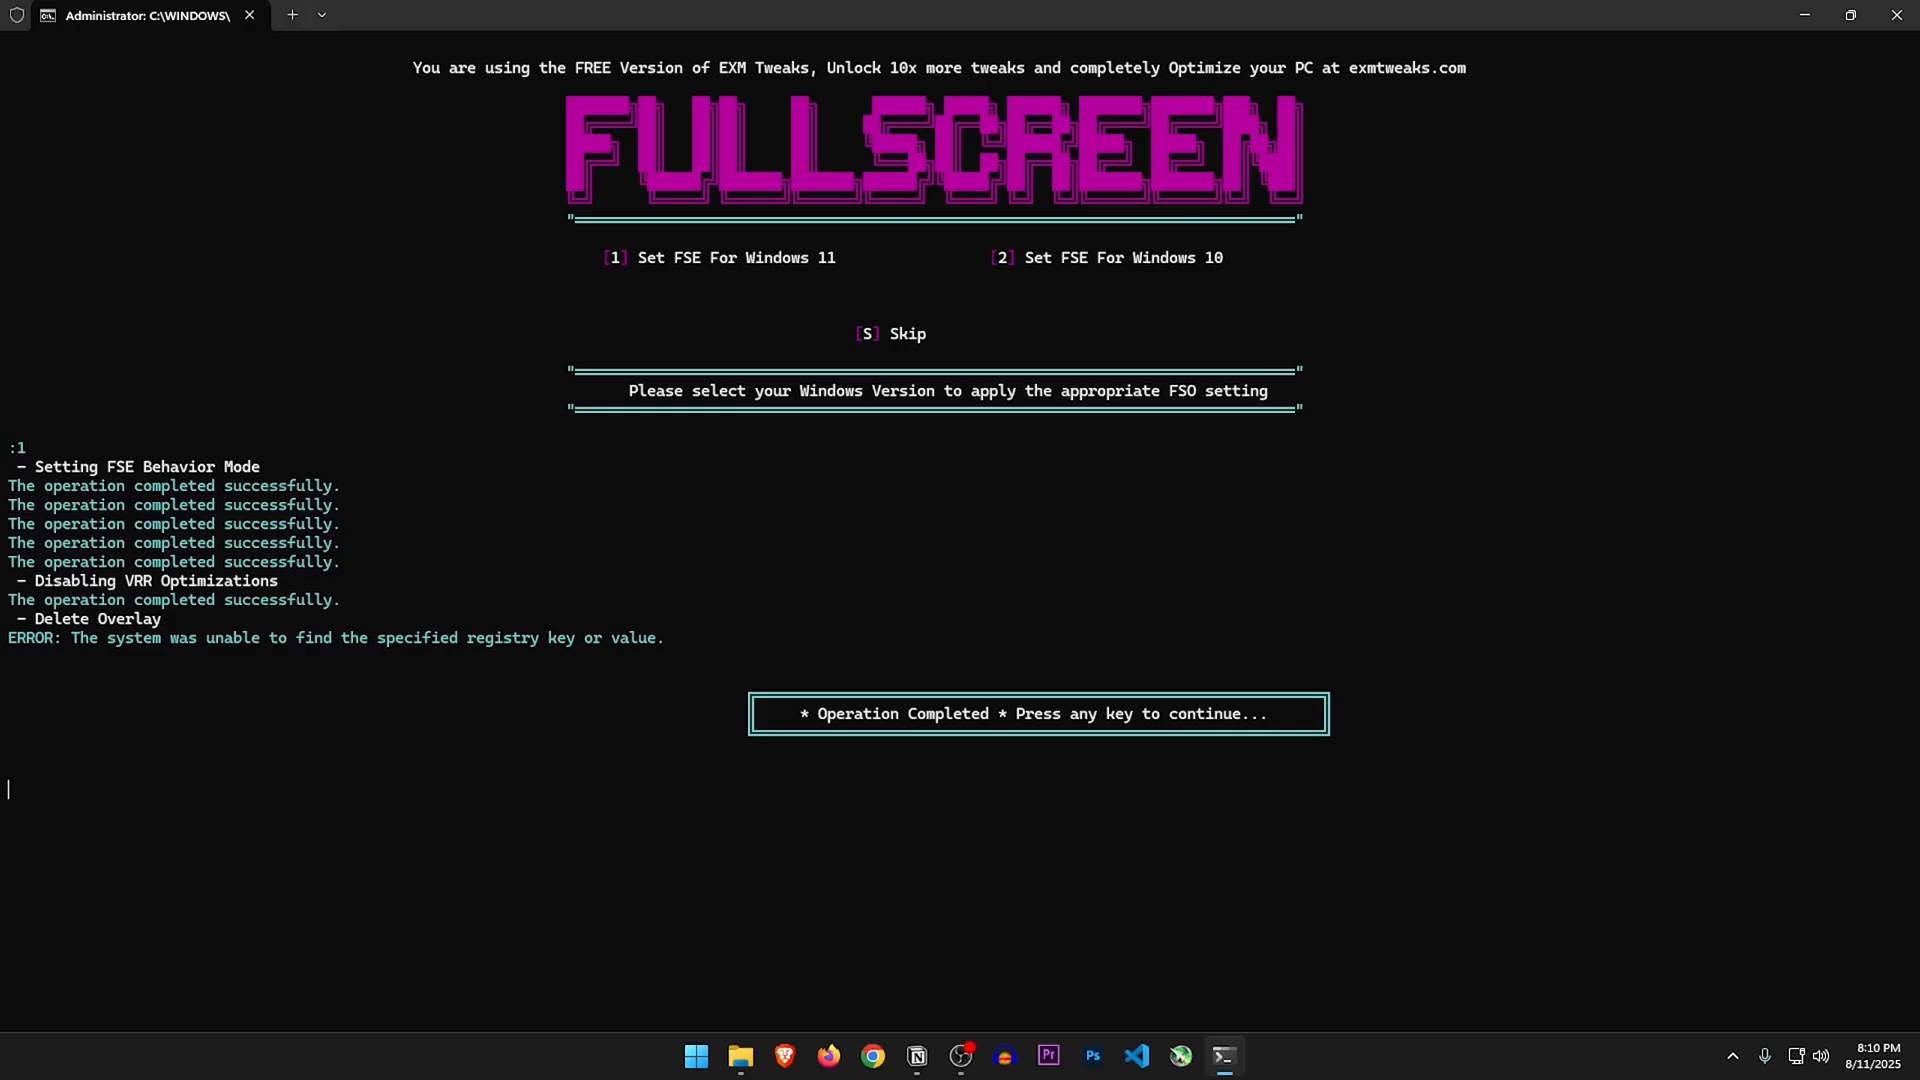 Administrator: C:\WINDOWS\
You are using the FREE Version of EXM Tweaks, Unlock 10x more tweaks and completely Optimize your PC at exmtweaks.com
FULLSCREEN
"================================================================================"
[1] Set FSE For Windows 11
[2] Set FSE For Windows 10
[S] Skip
"================================================================================"
Please select your Windows Version to apply the appropriate FSO setting
"================================================================================"
:1
- Setting FSE Behavior Mode
The operation completed successfully.
The operation completed successfully.
The operation completed successfully.
The operation completed successfully.
The operation completed successfully.
- Disabling VRR Optimizations
The operation completed successfully.
- Delete Overlay
ERROR: The system was unable to find the specified registry key or value.
* Operation Completed * Press any key to continue...
Pr
Ps
8:10 PM
8/11/2025